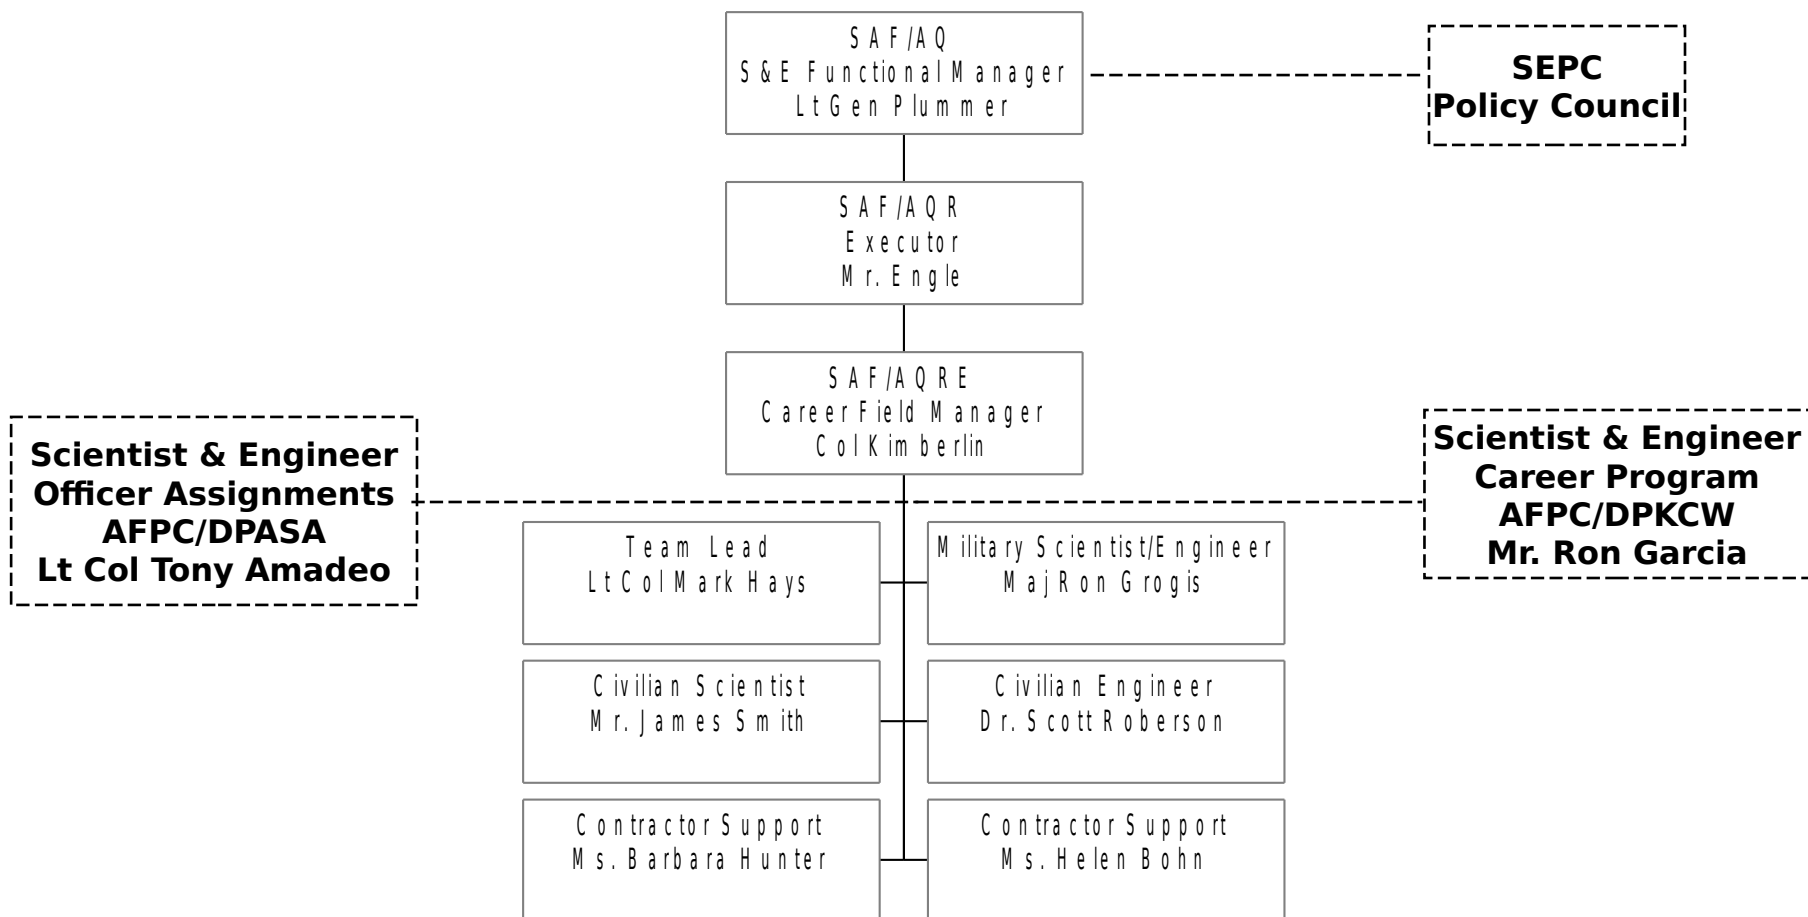 SAF/AQ
S&E Functional Manager
LtGen Plummer
SEPC
Policy Council
SAF/AQR
Executor
Mr. Engle
SAF/AQRE
Career Field Manager
Col Kimberlin
Scientist & Engineer
Officer Assignments
AFPC/DPASA
Lt Col Tony Amadeo
Scientist & Engineer
Career Program
AFPC/DPKCW
Mr. Ron Garcia
Team Lead
Lt Col Mark Hays
Military Scientist/Engineer
Maj Ron Grogis
Civilian Scientist
Mr. James Smith
Civilian Engineer
Dr. Scott Roberson
Contractor Support
Ms. Barbara Hunter
Contractor Support
Ms. Helen Bohn